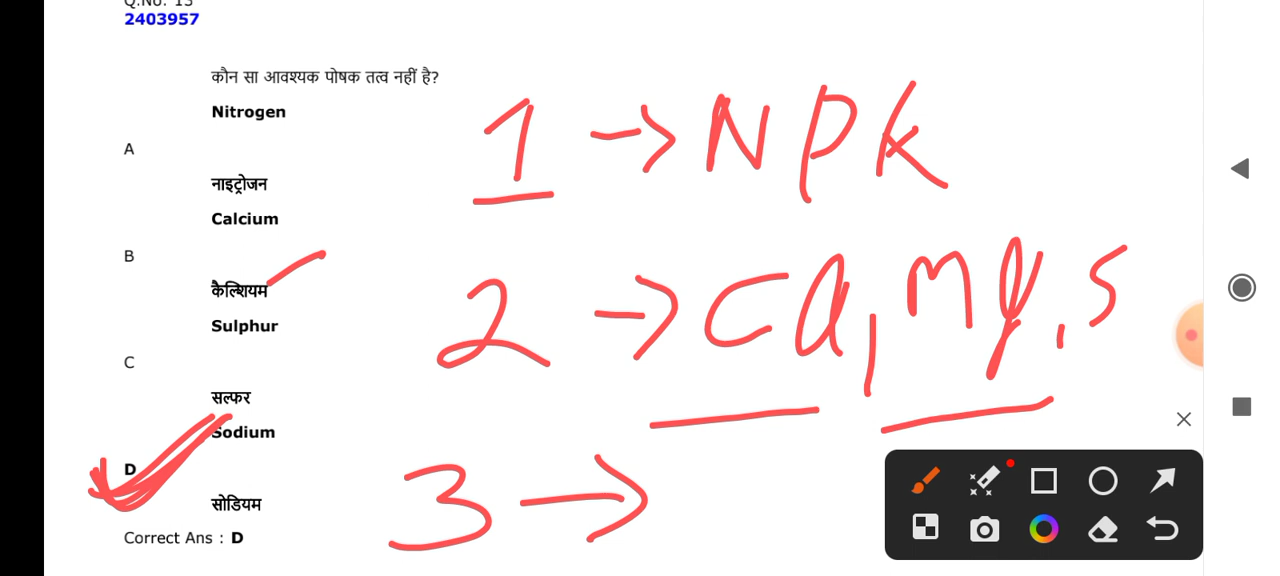 Q.No: 13
2403957
कौन सा आवश्यक पोषक तत्व नहीं है?
Nitrogen
A
नाइट्रोजन
Calcium
B
कैल्शियम
Sulphur
C
सल्फर
Sodium
D
सोडियम
Correct Ans : D
1 → NPK
2 → Ca, Mg, S
3 →